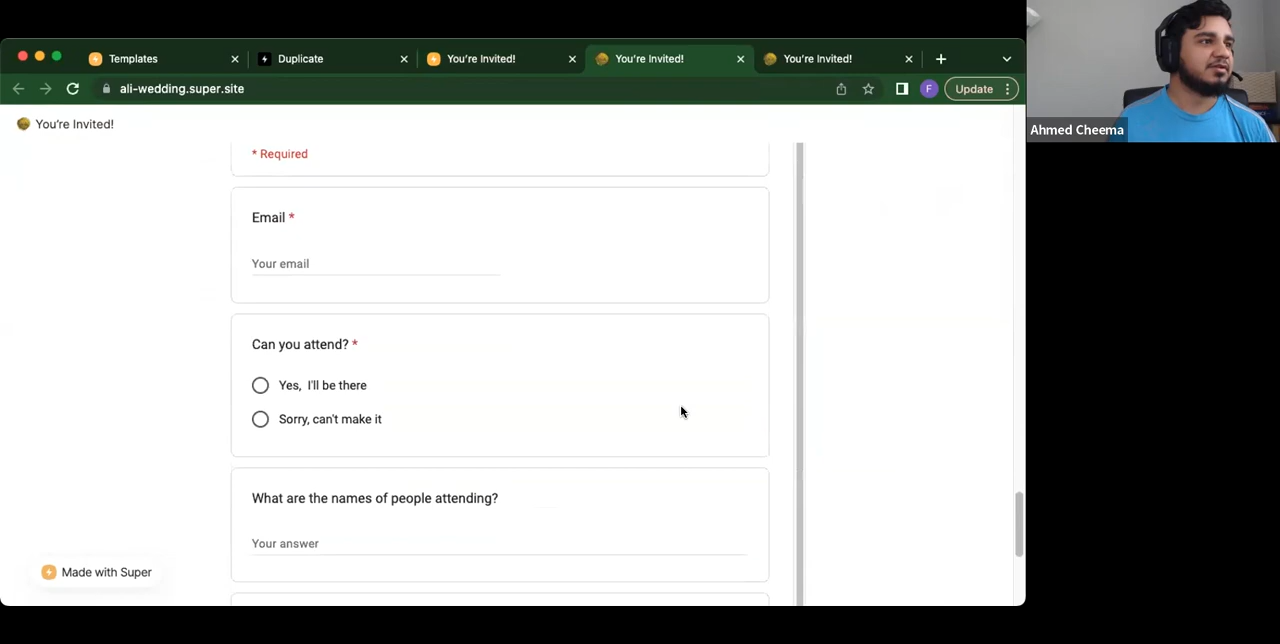 Templates
Duplicate
You're Invited!
You're Invited!
You're Invited!
ali-wedding.super.site
F
Update
Ahmed Cheema
You're Invited!
* Required
Email *
Your email
Can you attend? *
Yes, I'll be there
Sorry, can't make it
What are the names of people attending?
Your answer
Made with Super